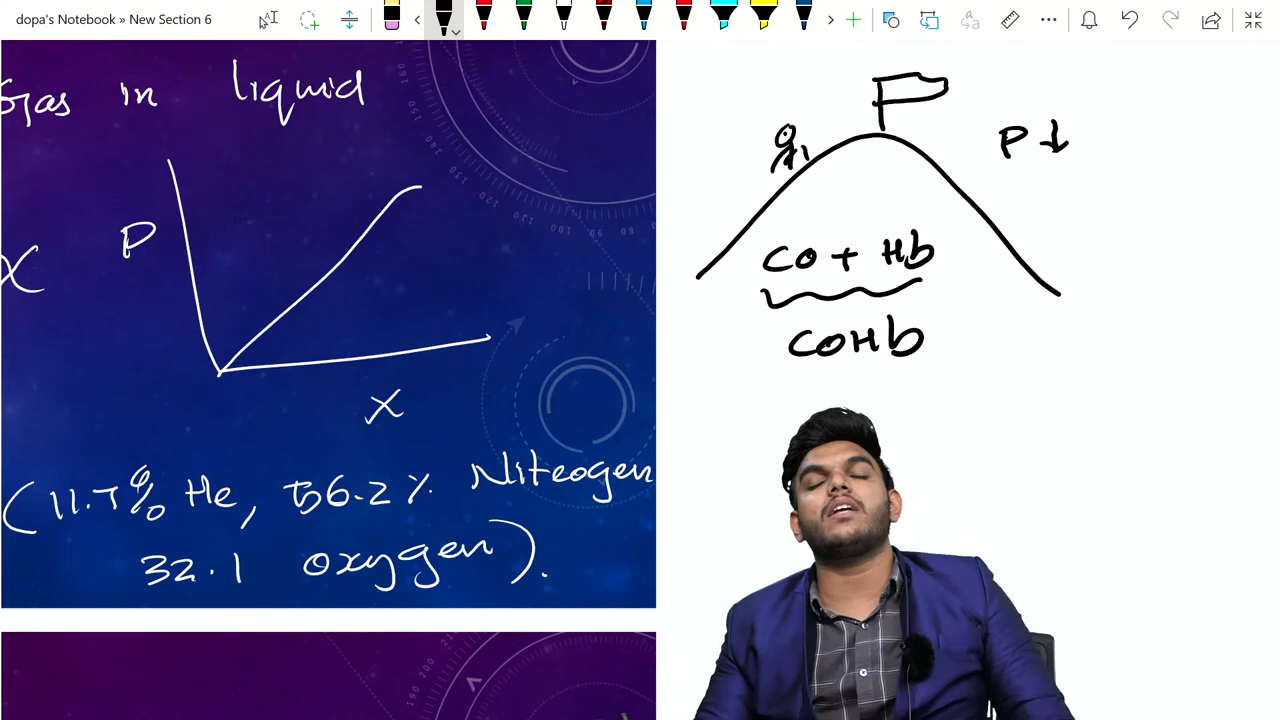 dopa's Notebook » New Section 6
Gas in liquid
P
X
X
(11.7% He, 56.2% Niteogen
32.1 oxygen).
P ↓
CO + Hb
COHb